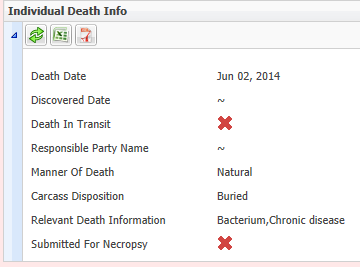 Individual Death Info
Death Date Jun 02, 2014
Discovered Date ~
Death In Transit
Responsible Party Name ~
Manner Of Death Natural
Carcass Disposition Buried
Relevant Death Information Bacterium,Chronic disease
Submitted For Necropsy